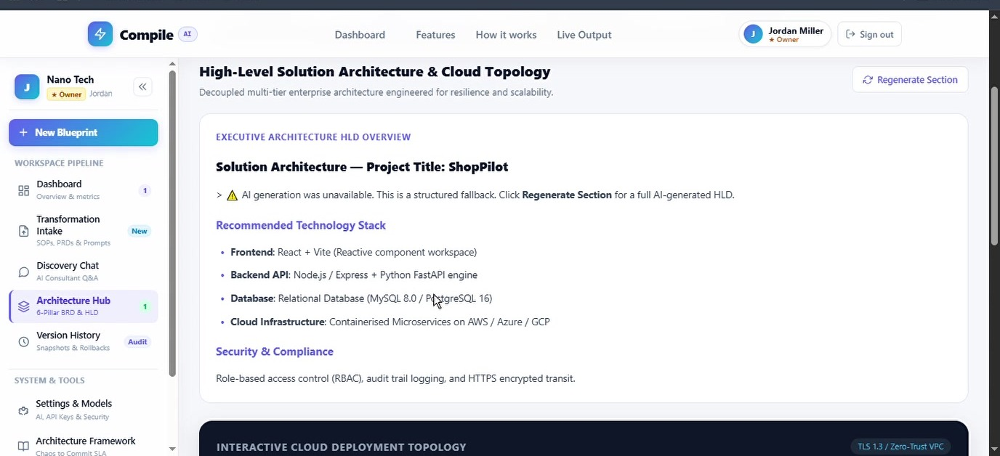 Compile AI
Dashboard
Features
How it works
Live Output
J
Jordan Miller
★ Owner
Sign out
J
Nano Tech
★ Owner Jordan
+ New Blueprint
WORKSPACE PIPELINE
Dashboard
Overview & metrics
1
Transformation
Intake
SOPs, PRDs & Prompts
New
Discovery Chat
AI Consultant Q&A
Architecture Hub
6-Pillar BRD & HLD
1
Version History
Snapshots & Rollbacks
Audit
SYSTEM & TOOLS
Settings & Models
AI, API Keys & Security
Architecture Framework
Chaos to Commit SLA
High-Level Solution Architecture & Cloud Topology
Decoupled multi-tier enterprise architecture engineered for resilience and scalability.
Regenerate Section
EXECUTIVE ARCHITECTURE HLD OVERVIEW
Solution Architecture — Project Title: ShopPilot
> ⚠ AI generation was unavailable. This is a structured fallback. Click Regenerate Section for a full AI-generated HLD.
Recommended Technology Stack
• Frontend: React + Vite (Reactive component workspace)
• Backend API: Node.js / Express + Python FastAPI engine
• Database: Relational Database (MySQL 8.0 / PostgreSQL 16)
• Cloud Infrastructure: Containerised Microservices on AWS / Azure / GCP
Security & Compliance
Role-based access control (RBAC), audit trail logging, and HTTPS encrypted transit.
INTERACTIVE CLOUD DEPLOYMENT TOPOLOGY
TLS 1.3 / Zero-Trust VPC